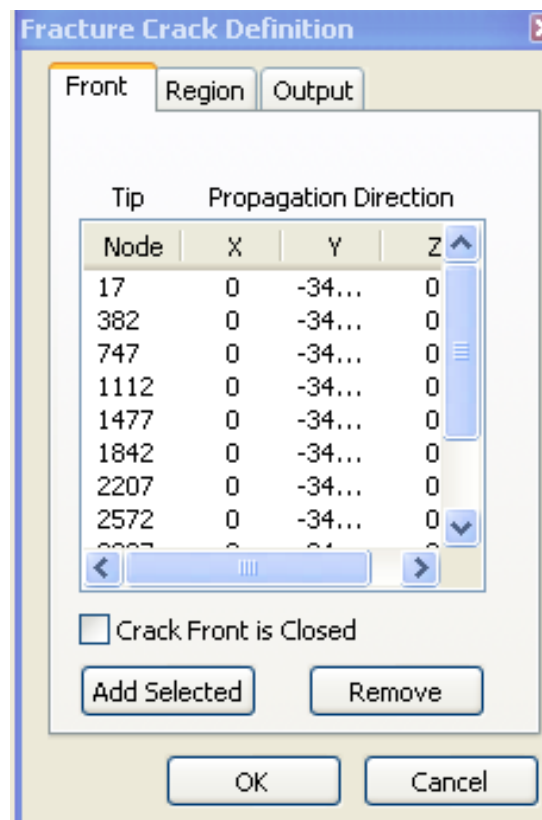 Fracture Crack Definition
Front Region Output
Tip Propagation Direction
Node X Y Z
17 0 -34... 0
382 0 -34... 0
747 0 -34... 0
1112 0 -34... 0
1477 0 -34... 0
1842 0 -34... 0
2207 0 -34... 0
2572 0 -34... 0
Crack Front is Closed
Add Selected Remove
OK Cancel